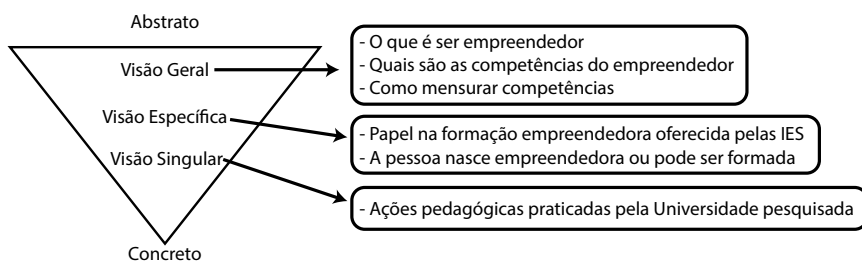 Abstrato
Visão Geral
- O que é ser empreendedor
- Quais são as competências do empreendedor
- Como mensurar competências
Visão Específica
- Papel na formação empreendedora oferecida pelas IES
- A pessoa nasce empreendedora ou pode ser formada
Visão Singular
- Ações pedagógicas praticadas pela Universidade pesquisada
Concreto